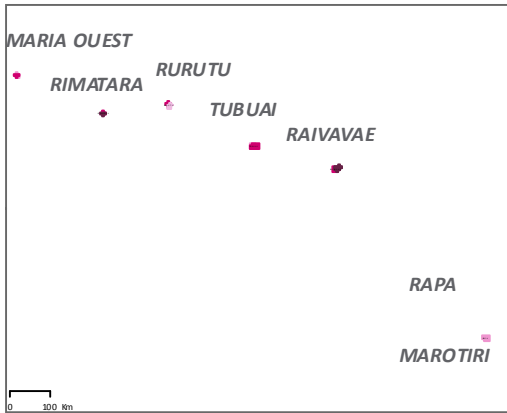 MARIA OUEST
RURUTU
RIMATARA
TUBUAI
RAIVAVAE
RAPA
MAROTIRI
0 100 Km